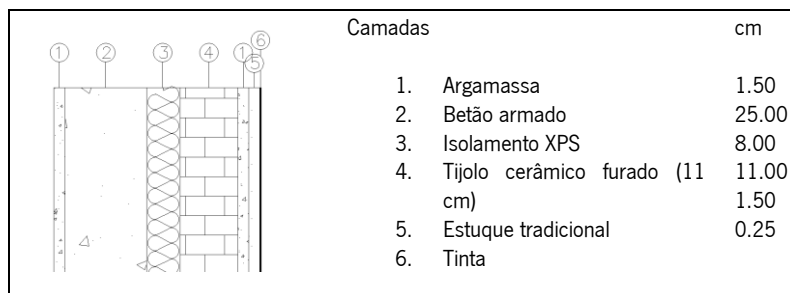 6
1 2 3 4 1
5
Camadas cm
1. Argamassa 1.50
2. Betão armado 25.00
3. Isolamento XPS 8.00
4. Tijolo cerâmico furado (11 11.00
cm) 1.50
5. Estuque tradicional 0.25
6. Tinta